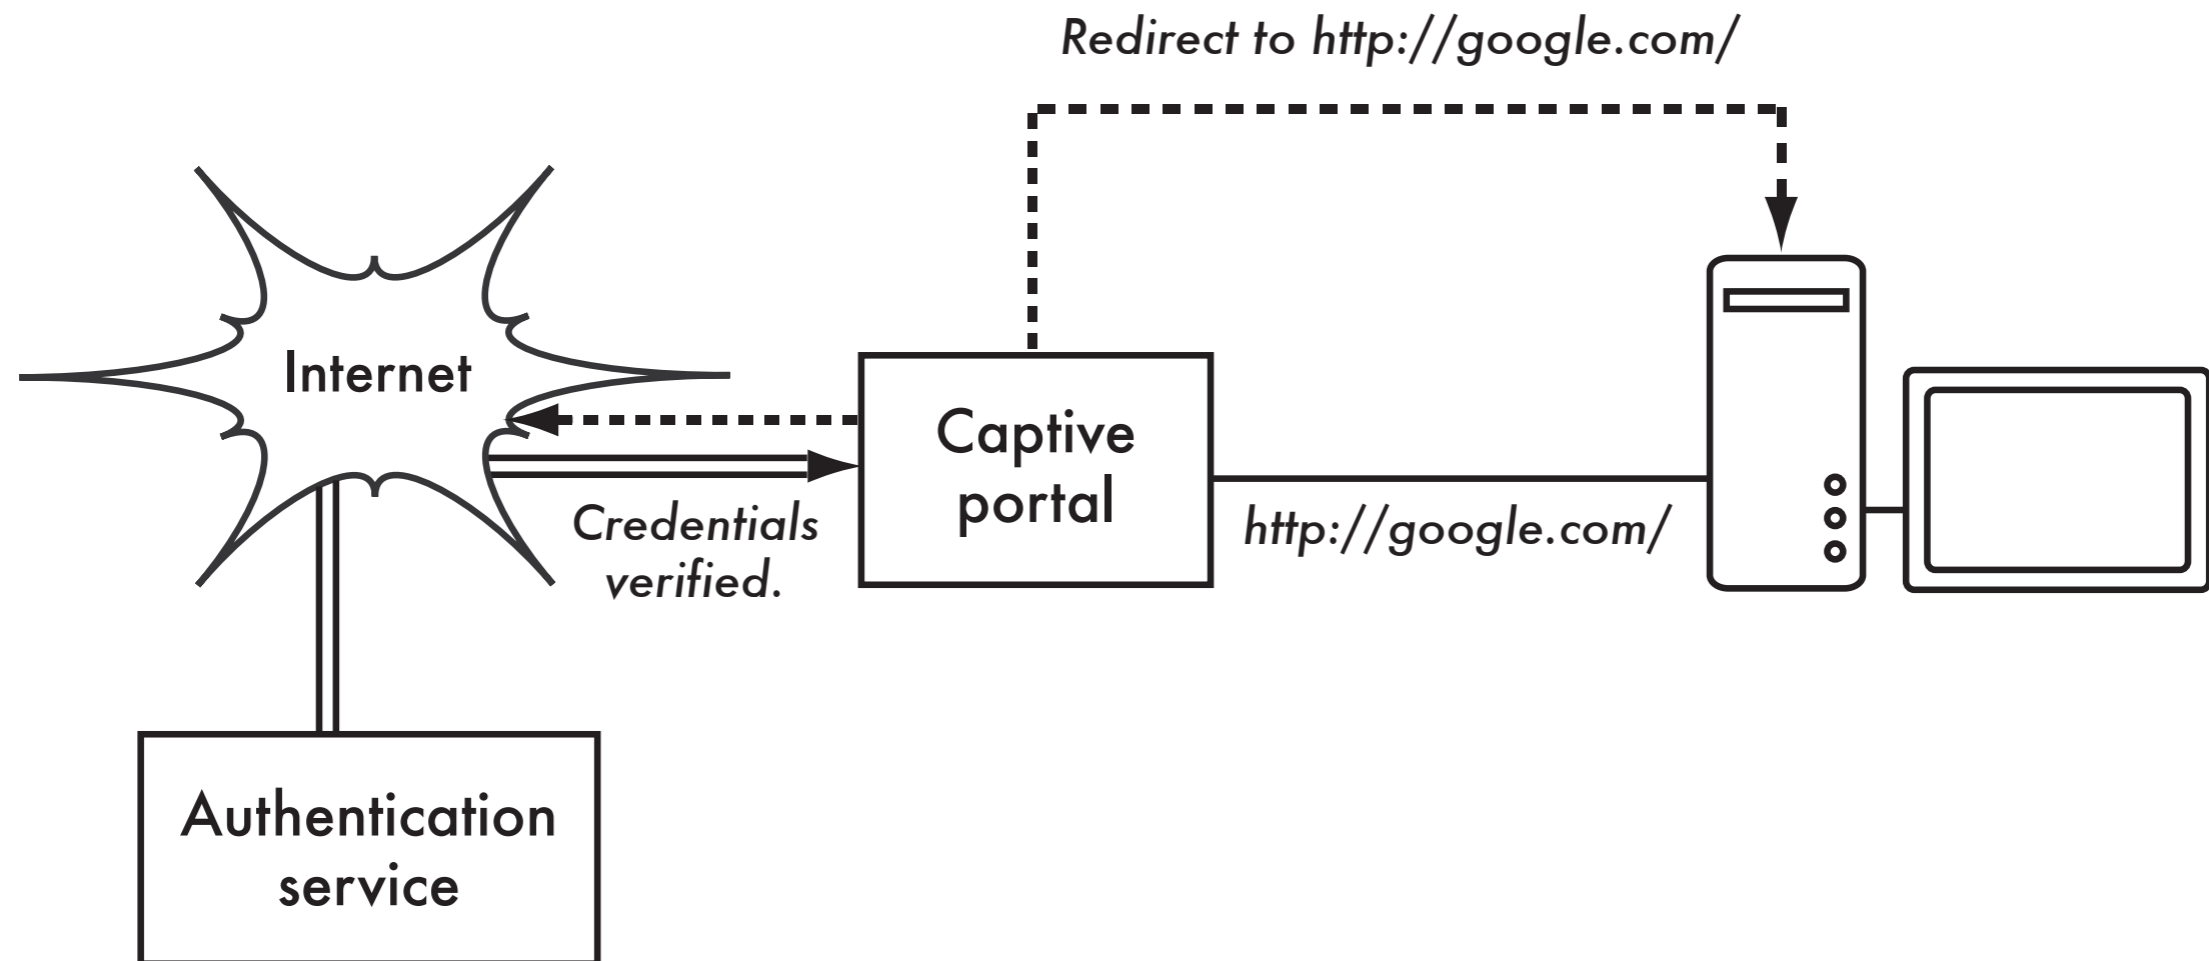 Redirect to http://google.com/
Internet
Captive
portal
Credentials
verified.
http://google.com/
Authentication
service